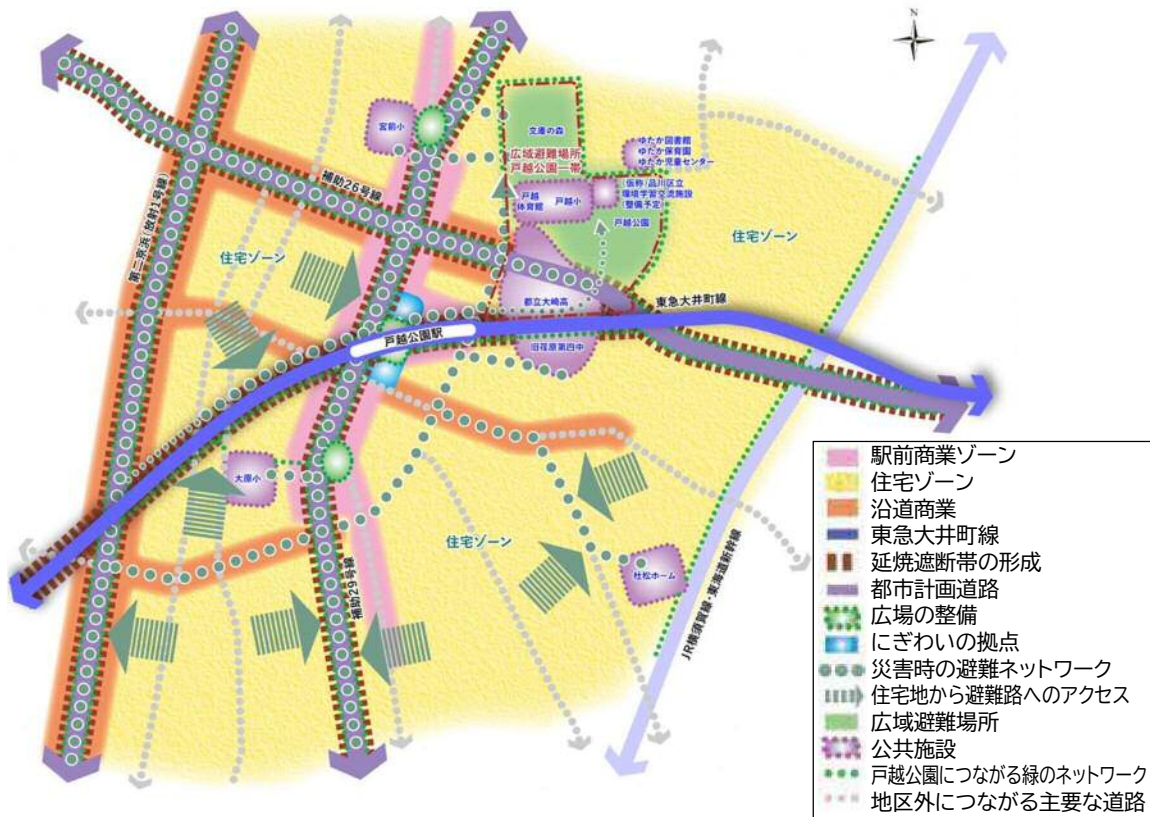 N
宮前小
文庫の森
広域避難場所
戸越公園一帯
ゆたか図書館
ゆたか保育園
ゆたか児童センター
戸越
体育館
戸越小
(仮称)品川区立
環境学習交流施設
(整備予定)
戸越公園
補助26号線
第二京浜(放射1号線)
住宅ゾーン
住宅ゾーン
都立大崎高
東急大井町線
戸越公園駅
旧荏原第四中
大原小
住宅ゾーン
杜松ホーム
補助29号線
JR横須賀線・東海道新幹線
駅前商業ゾーン
住宅ゾーン
沿道商業
東急大井町線
延焼遮断帯の形成
都市計画道路
広場の整備
にぎわいの拠点
災害時の避難ネットワーク
住宅地から避難路へのアクセス
広域避難場所
公共施設
戸越公園につながる緑のネットワーク
地区外につながる主要な道路